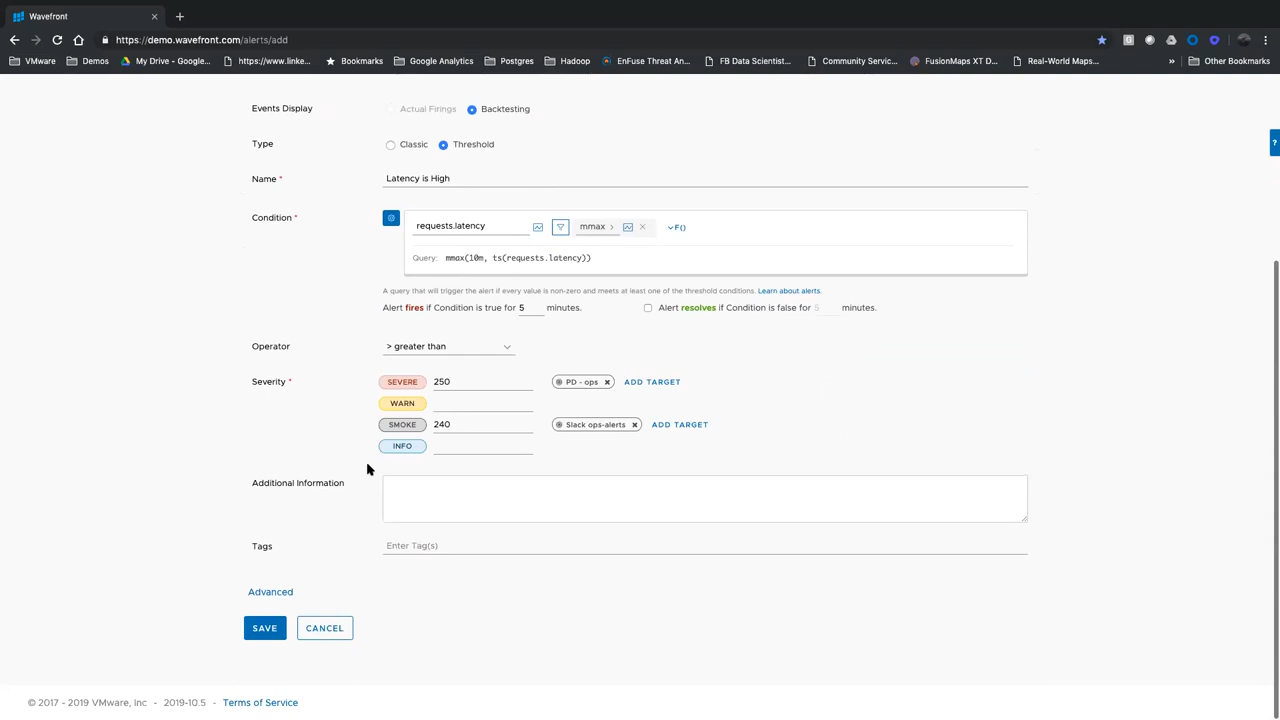 Wavefront
https://demo.wavefront.com/alerts/add
VMware Demos My Drive - Google... https://www.linke... Bookmarks Google Analytics Postgres Hadoop EnFuse Threat An... FB Data Scientist... Community Service... FusionMaps XT D... Real-World Maps... » Other Bookmarks
?
Events Display Actual Firings Backtesting
Type Classic Threshold
Name * Latency is High
Condition * requests.latency mmax F()
Query: mmax(10m, ts(requests.latency))
A query that will trigger the alert if every value is non-zero and meets at least one of the threshold conditions. Learn about alerts.
Alert fires if Condition is true for 5 minutes. Alert resolves if Condition is false for 5 minutes.
Operator > greater than
Severity * SEVERE 250 PD - ops ADD TARGET
WARN
SMOKE 240 Slack ops-alerts ADD TARGET
INFO
Additional Information
Tags Enter Tag(s)
Advanced
SAVE CANCEL
© 2017 - 2019 VMware, Inc - 2019-10.5 - Terms of Service